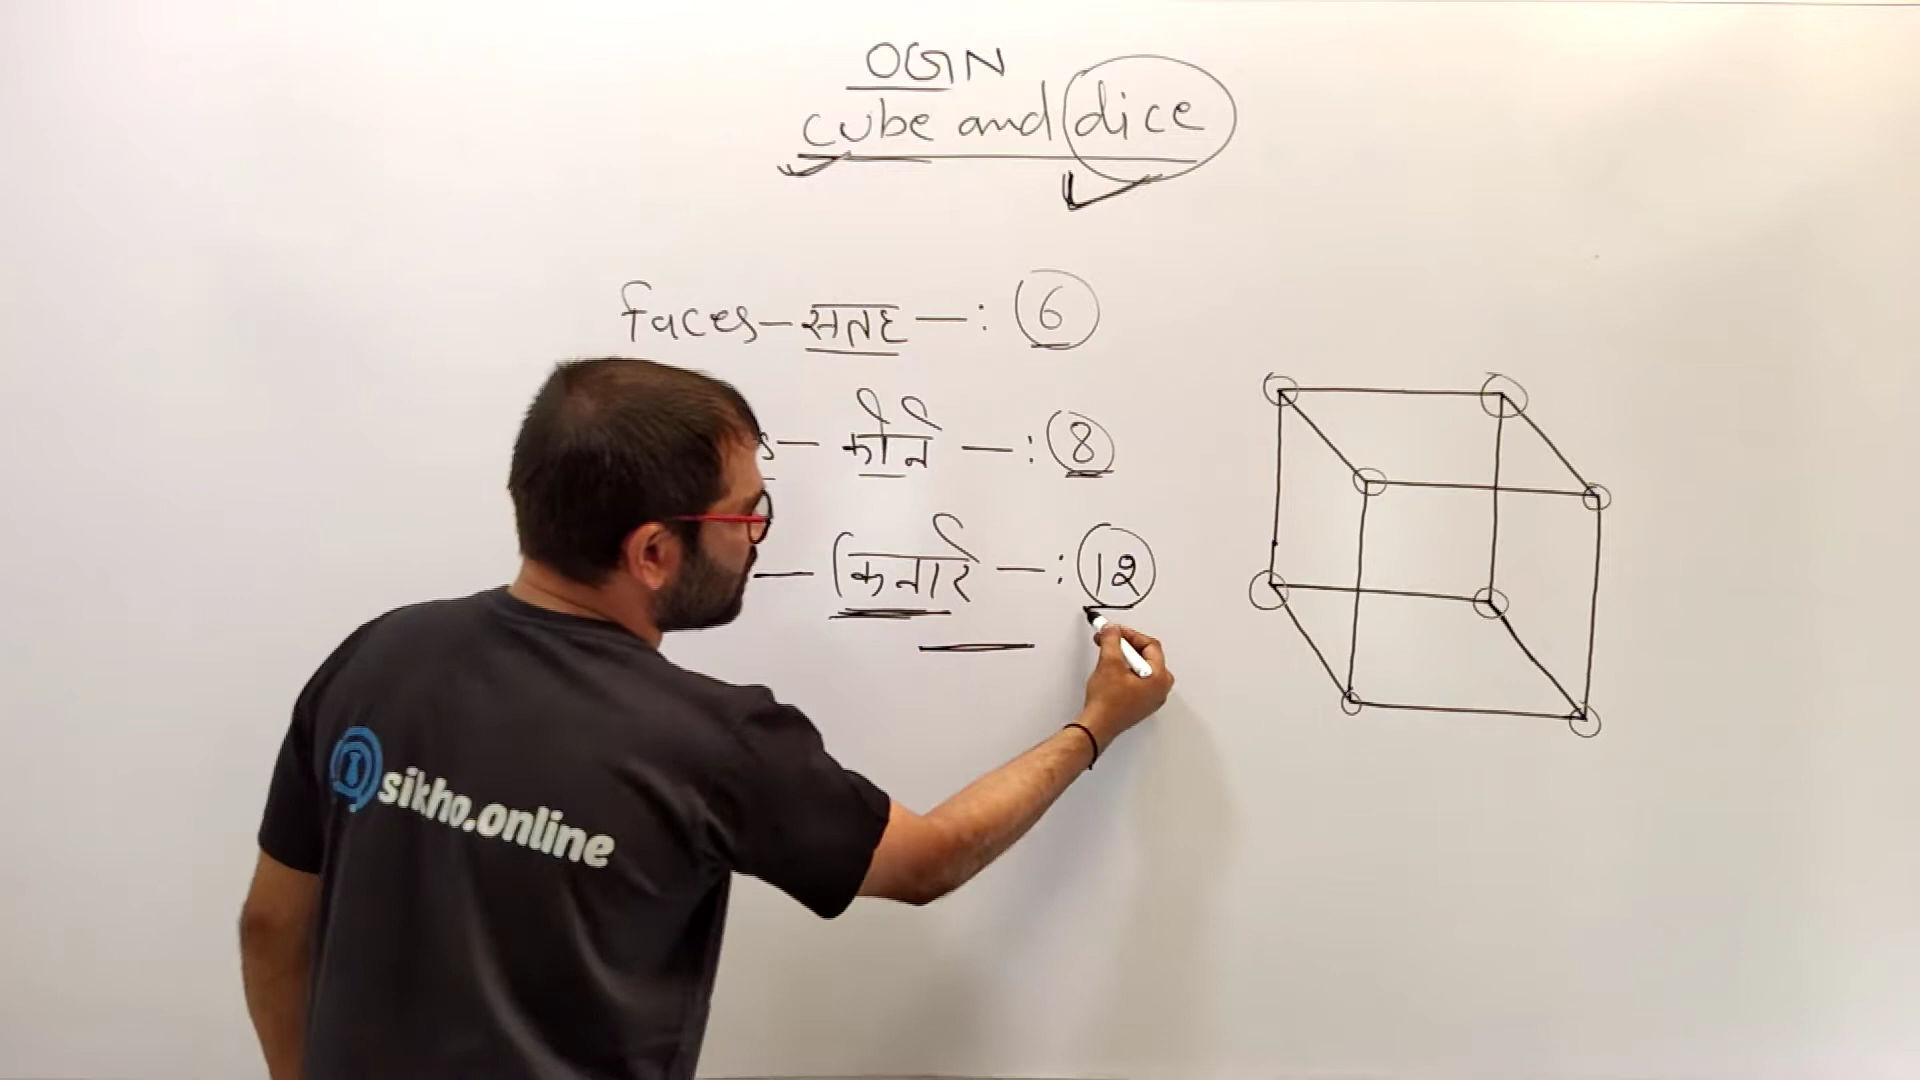 OGN
cube and dice
faces - सतह - : 6
s - कोने - : 8
- किनारे - : 12
sikho.online